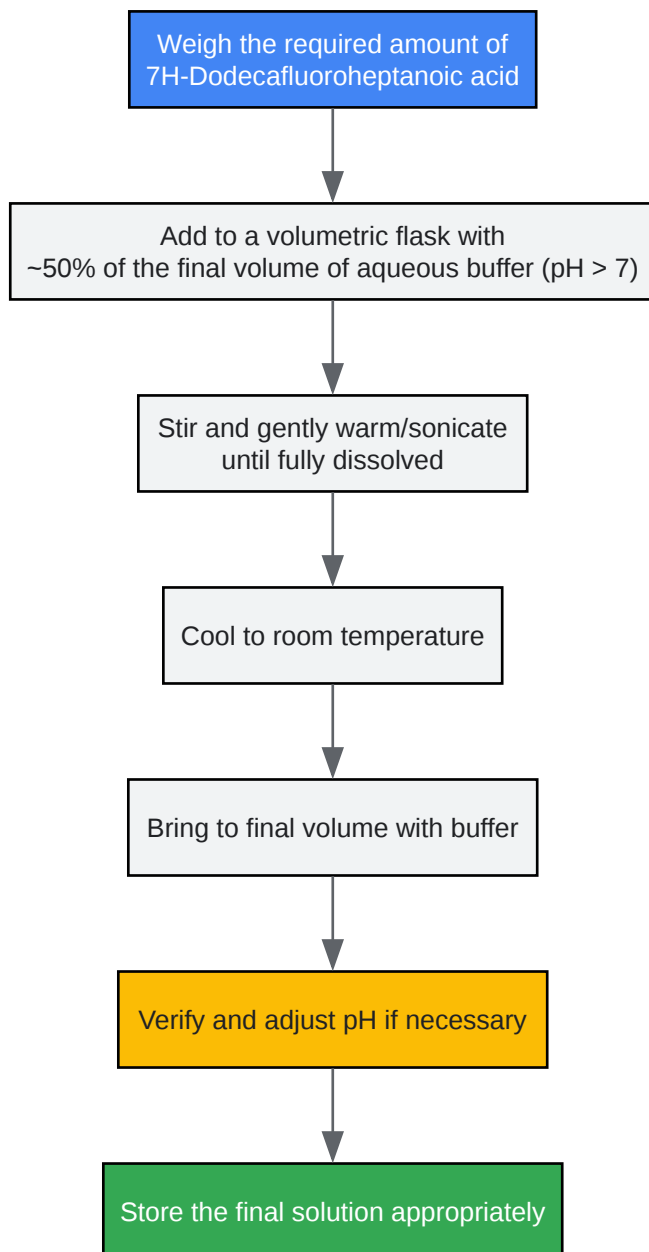 Weigh the required amount of
7H-Dodecafluoroheptanoic acid
Add to a volumetric flask with
~50% of the final volume of aqueous buffer (pH > 7)
Stir and gently warm/sonicate
until fully dissolved
Cool to room temperature
Bring to final volume with buffer
Verify and adjust pH if necessary
Store the final solution appropriately